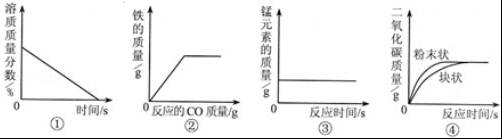 溶质质量分数/%
0
时间/s
①
铁的质量/g
0
反应的CO质量/g
②
锰元素的质量/g
0
反应时间/s
③
二氧化碳质量/g
粉末状
块状
0
反应时间/s
④